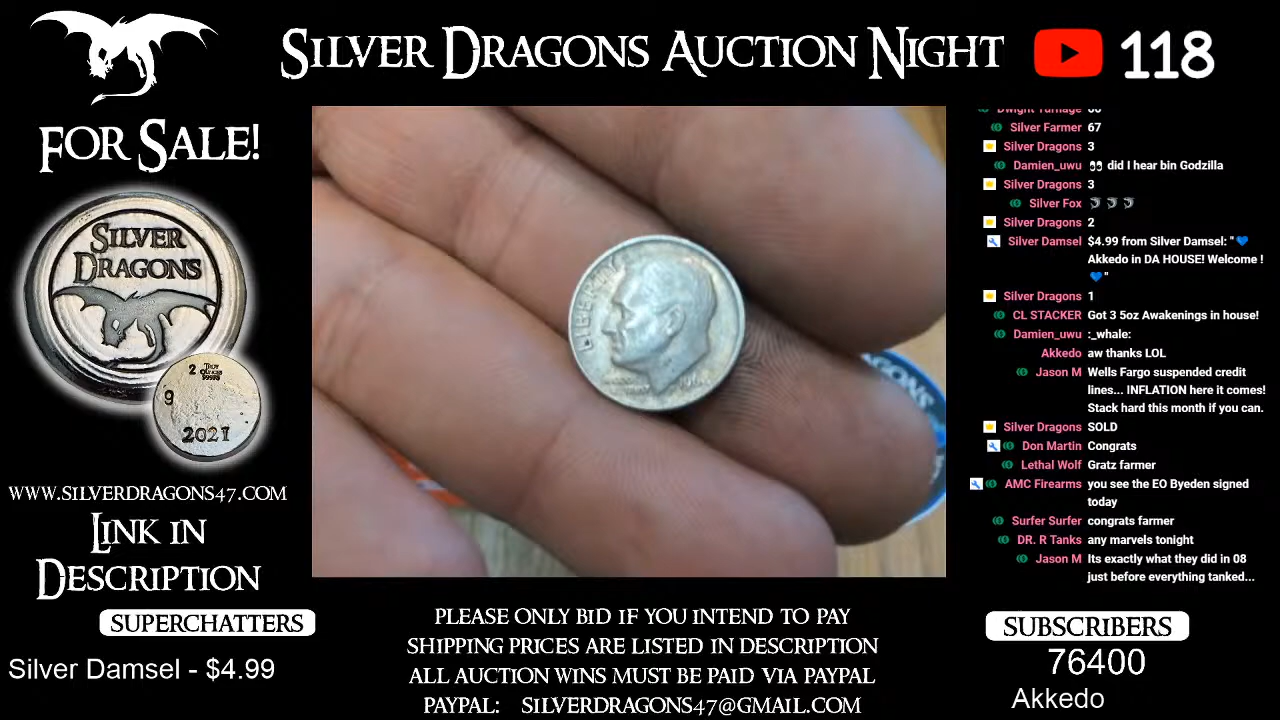 SILVER DRAGONS AUCTION NIGHT
118
FOR SALE!
SILVER
DRAGONS
2
TROY
OUNCES
9
2021
WWW.SILVERDRAGONS47.COM
LINK IN
DESCRIPTION
SUPERCHATTERS
Silver Damsel - $4.99
LIBERTY
AGONS
PLEASE ONLY BID IF YOU INTEND TO PAY
SHIPPING PRICES ARE LISTED IN DESCRIPTION
ALL AUCTION WINS MUST BE PAID VIA PAYPAL
PAYPAL: SILVERDRAGONS47@GMAIL.COM
Dwight Turnage
Silver Farmer 67
Silver Dragons 3
Damien_uwu 👀 did I hear bin Godzilla
Silver Dragons 3
Silver Fox
Silver Dragons 2
Silver Damsel $4.99 from Silver Damsel: "💙
Akkedo in DA HOUSE! Welcome !
💙"
Silver Dragons 1
CL STACKER Got 3 5oz Awakenings in house!
Damien_uwu :_whale:
Akkedo aw thanks LOL
Jason M Wells Fargo suspended credit
lines... INFLATION here it comes!
Stack hard this month if you can.
Silver Dragons SOLD
Don Martin Congrats
Lethal Wolf Gratz farmer
AMC Firearms you see the EO Byeden signed
today
Surfer Surfer congrats farmer
DR. R Tanks any marvels tonight
Jason M Its exactly what they did in 08
just before everything tanked...
SUBSCRIBERS
76400
Akkedo